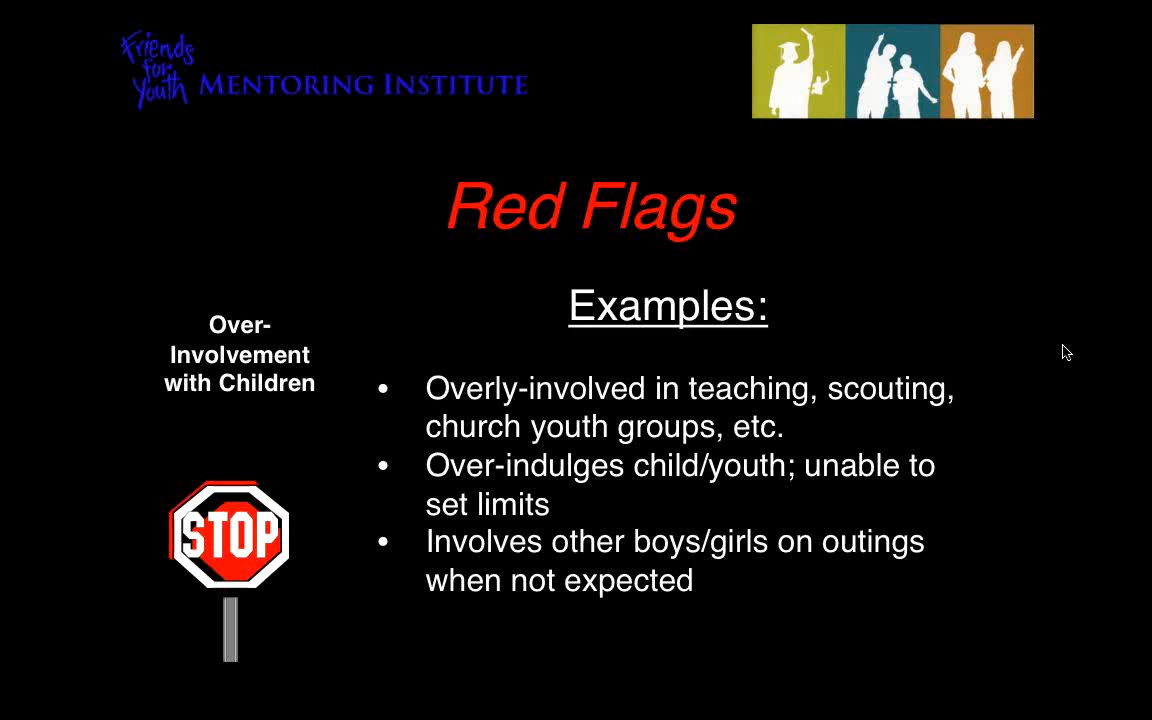 Friends
for
Youth MENTORING INSTITUTE
Red Flags
Examples:
Over-
Involvement
with Children
• Overly-involved in teaching, scouting,
church youth groups, etc.
• Over-indulges child/youth; unable to
set limits
• Involves other boys/girls on outings
when not expected
STOP